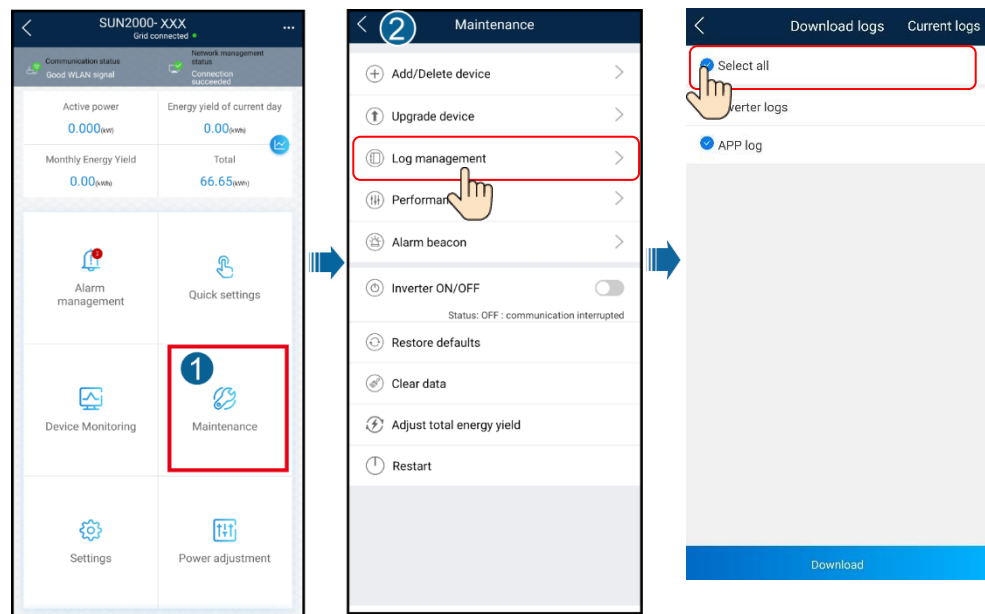 SUN2000- XXX
Grid connected
Communication status
Good WLAN signal
Network management
status
Connection
succeeded
Active power
0.000(kW)
Energy yield of current day
0.00(kWh)
Monthly Energy Yield
0.00(kWh)
Total
66.65(kWh)
Alarm
management
Quick settings
1
Device Monitoring
Maintenance
Settings
Power adjustment
2
Maintenance
Add/Delete device
Upgrade device
Log management
Alarm beacon
Inverter ON/OFF
Status: OFF : communication interrupted
Restore defaults
Clear data
Adjust total energy yield
Restart
Download logs
Current logs
Select all
logs
APP log
Download